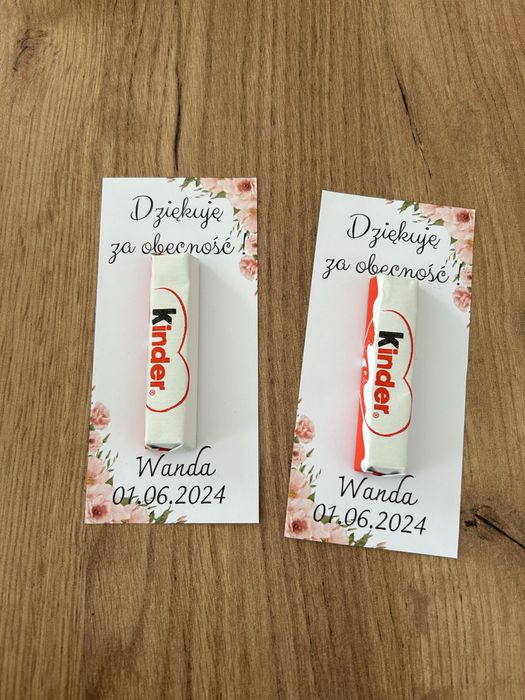 Dziękuję
za obecność !
kinder®
Wanda
01.06.2024
Dziękuję
za obecność !
kinder®
Wanda
01.06.2024